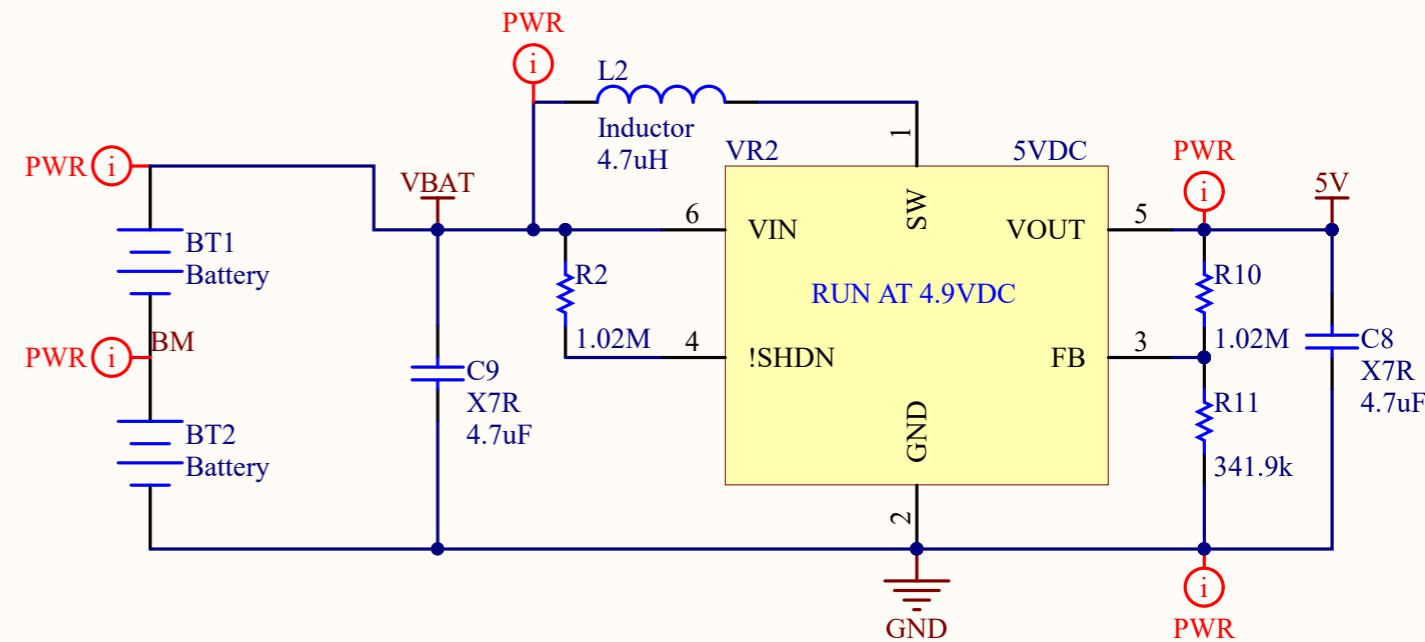 PWR
i
L2
Inductor
4.7uH
1
VR2
5VDC
PWR
i
PWR
i
VBAT
5V
SW
6
VIN
VOUT
5
BT1
Battery
R2
1.02M
RUN AT 4.9VDC
R10
1.02M
PWR
i
BM
4
!SHDN
FB
3
C9
X7R
4.7uF
C8
X7R
4.7uF
BT2
Battery
GND
R11
341.9k
2
GND
i
PWR